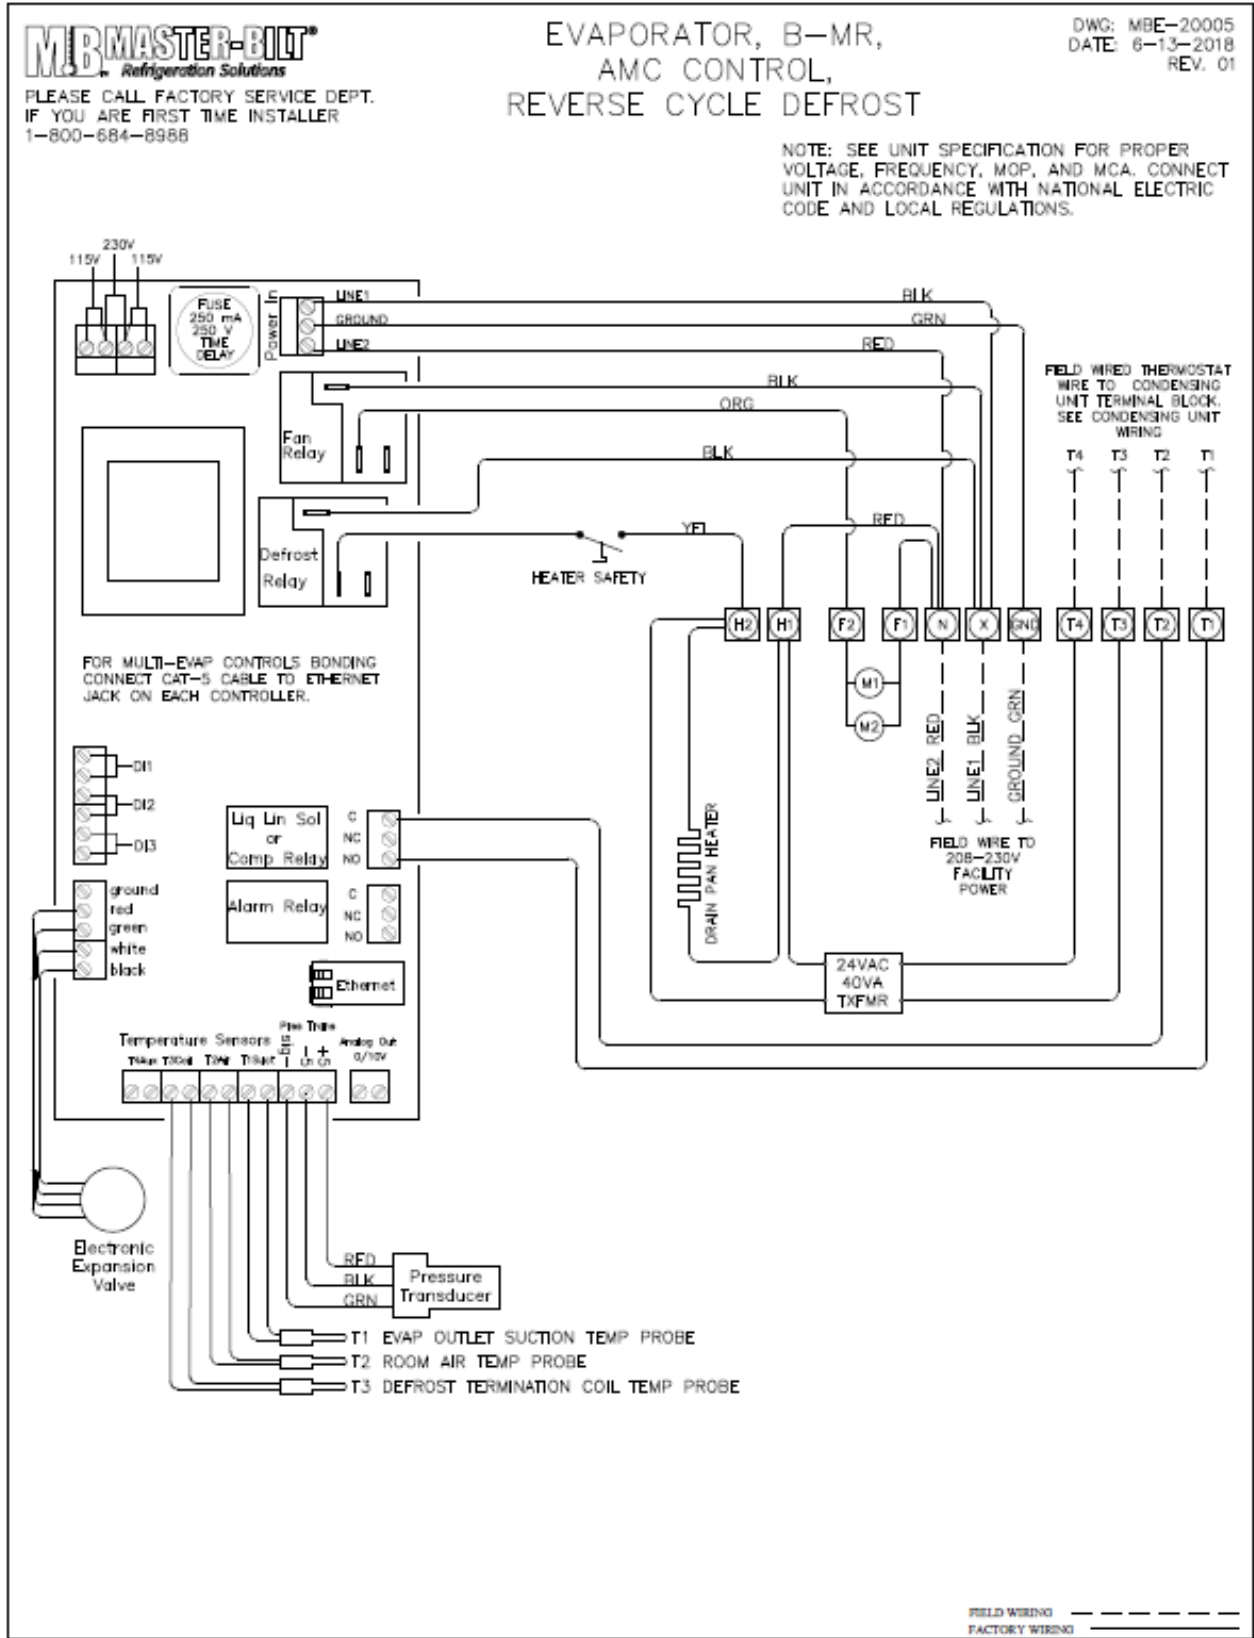 MB MASTER-BILT®
Refrigeration Solutions
PLEASE CALL FACTORY SERVICE DEPT.
IF YOU ARE FIRST TIME INSTALLER
1-800-684-8988
EVAPORATOR, B-MR,
AMC CONTROL,
REVERSE CYCLE DEFROST
DWG: MBE-20005
DATE: 6-13-2018
REV. 01
NOTE: SEE UNIT SPECIFICATION FOR PROPER
VOLTAGE, FREQUENCY, MOP, AND MCA. CONNECT
UNIT IN ACCORDANCE WITH NATIONAL ELECTRIC
CODE AND LOCAL REGULATIONS.
230V
115V 115V
FUSE
250 mA
250 V
TIME
DELAY
Power In
LINE1
GROUND
LINE2
BLK
GRN
RED
BLK
ORG
BLK
Fan
Relay
Defrost
Relay
YEL
HEATER SAFETY
RED
FIELD WIRED THERMOSTAT
WIRE TO CONDENSING
UNIT TERMINAL BLOCK.
SEE CONDENSING UNIT
WIRING
T4 T3 T2 T1
H2 H1 F2 F1 N X GND T4 T3 T2 T1
M1
M2
LINE2 RED
LINE1 BLK
GROUND GRN
FIELD WIRE TO
208-230V
FACILITY
POWER
FOR MULTI-EVAP CONTROLS BONDING
CONNECT CAT-5 CABLE TO ETHERNET
JACK ON EACH CONTROLLER.
DI1
DI2
DI3
Liq Lin Sol
or
Comp Relay
C
NC
NO
Alarm Relay
C
NC
NO
ground
red
green
white
black
Ethernet
DRAIN PAN HEATER
24VAC
40VA
TXFMR
Temperature Sensors
T4Aux T3Coil T2Air T1Suct
Pres Trans
sig
5-
5+
Analog Out
0/10V
Electronic
Expansion
Valve
RED
BLK
GRN
Pressure
Transducer
T1 EVAP OUTLET SUCTION TEMP PROBE
T2 ROOM AIR TEMP PROBE
T3 DEFROST TERMINATION COIL TEMP PROBE
FIELD WIRING
FACTORY WIRING